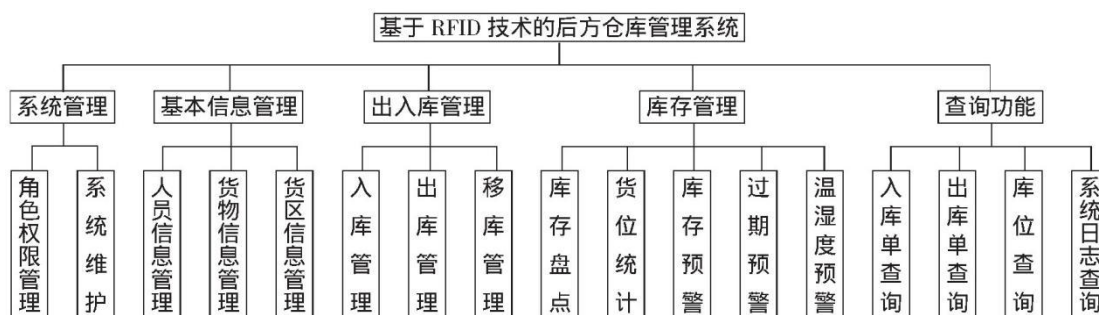 基于 RFID 技术的后方仓库管理系统
系统管理
基本信息管理
出入库管理
库存管理
查询功能
角色权限管理
系统维护
人员信息管理
货物信息管理
货区信息管理
入库管理
出库管理
移库管理
库存盘点
货位统计
库存预警
过期预警
温湿度预警
入库单查询
出库单查询
库位查询
系统日志查询